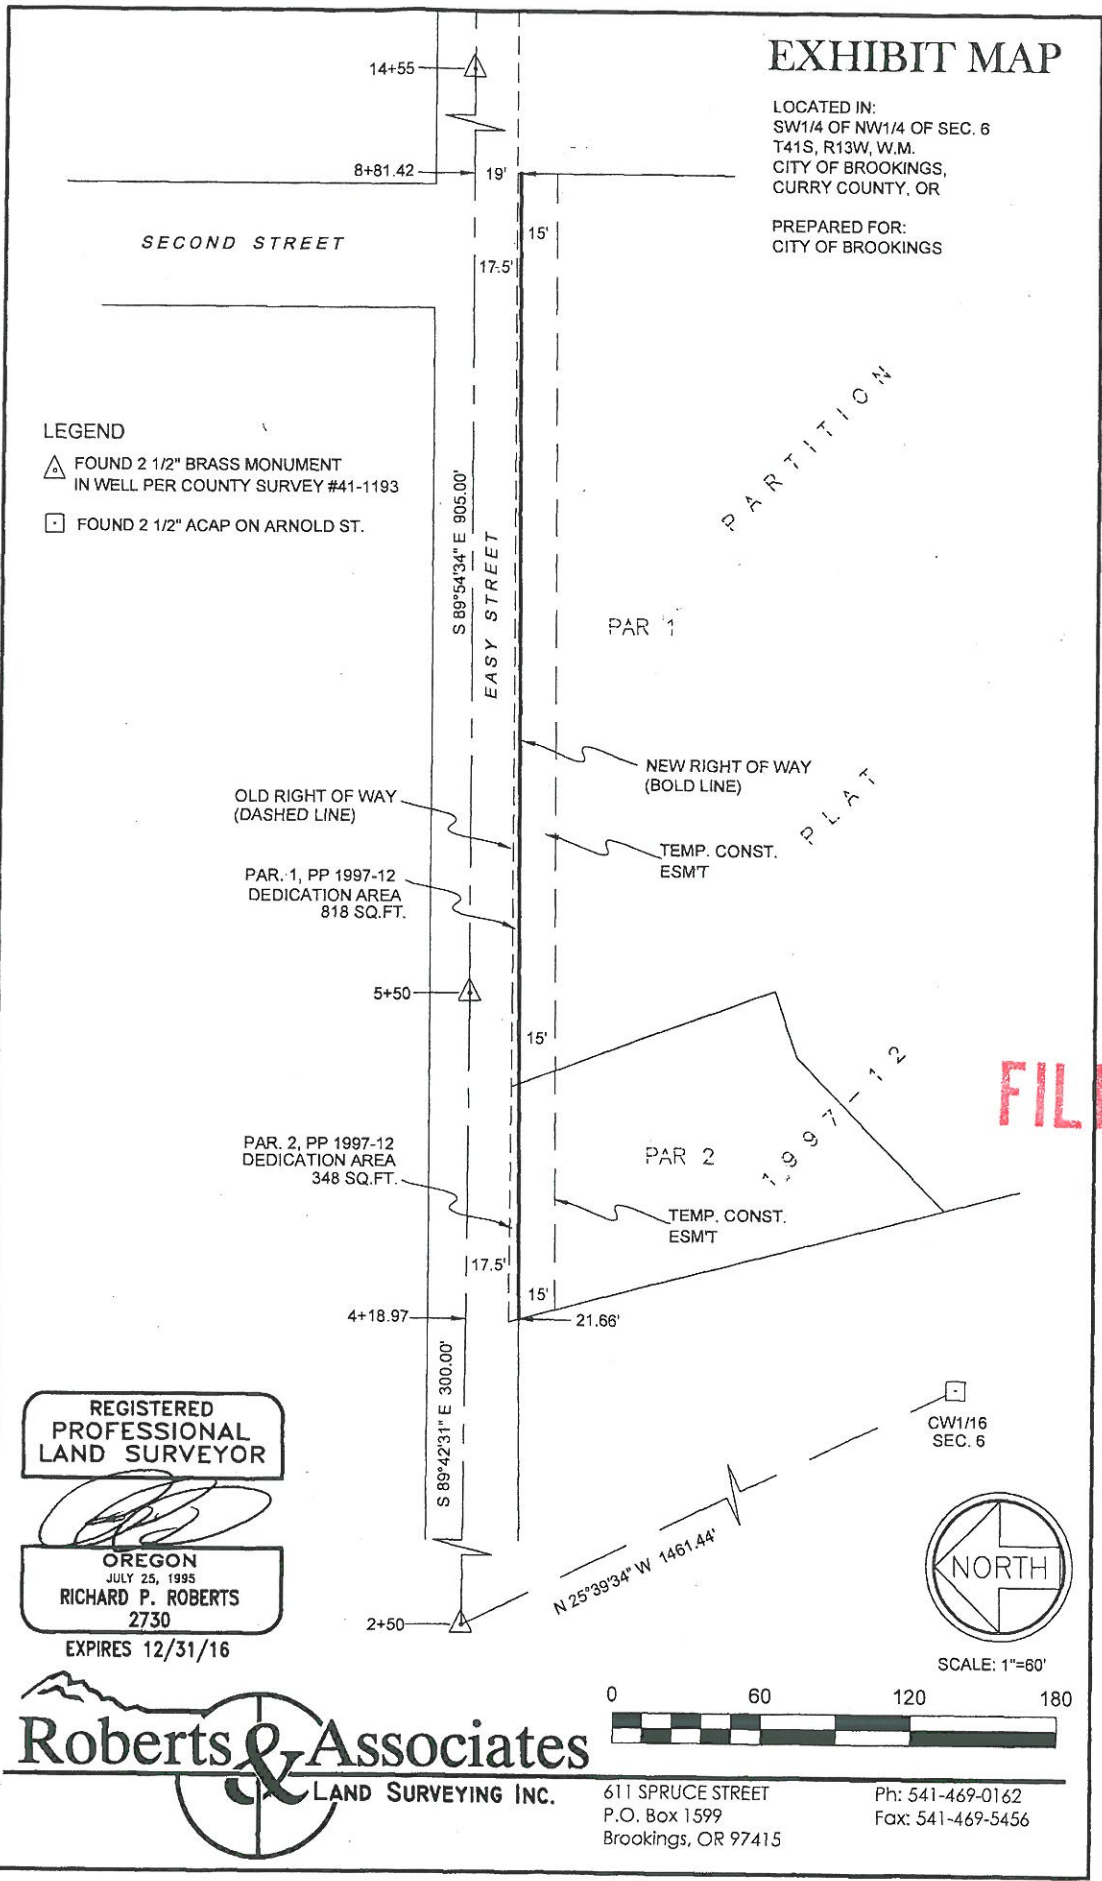 EXHIBIT MAP
LOCATED IN:
SW1/4 OF NW1/4 OF SEC. 6
T41S, R13W, W.M.
CITY OF BROOKINGS,
CURRY COUNTY, OR
PREPARED FOR:
CITY OF BROOKINGS
14+55
8+81.42
19'
15'
17.5'
SECOND STREET
LEGEND
FOUND 2 1/2" BRASS MONUMENT
IN WELL PER COUNTY SURVEY #41-1193
FOUND 2 1/2" ACAP ON ARNOLD ST.
S 89°54'34" E 905.00'
EASY STREET
PARTITION
PAR 1
NEW RIGHT OF WAY
(BOLD LINE)
OLD RIGHT OF WAY
(DASHED LINE)
PLAT
TEMP. CONST.
ESM'T
PAR. 1, PP 1997-12
DEDICATION AREA
818 SQ.FT.
5+50
15'
1997-12
FIL
PAR. 2, PP 1997-12
DEDICATION AREA
348 SQ.FT.
PAR 2
TEMP. CONST.
ESM'T
17.5'
15'
4+18.97
21.66'
S 89°42'31" E 300.00'
CW1/16
SEC. 6
N 25°39'34" W 1461.44'
2+50
REGISTERED
PROFESSIONAL
LAND SURVEYOR
OREGON
JULY 25, 1995
RICHARD P. ROBERTS
2730
EXPIRES 12/31/16
NORTH
SCALE: 1"=60'
0 60 120 180
Roberts & Associates
LAND SURVEYING INC.
611 SPRUCE STREET
P.O. Box 1599
Brookings, OR 97415
Ph: 541-469-0162
Fax: 541-469-5456